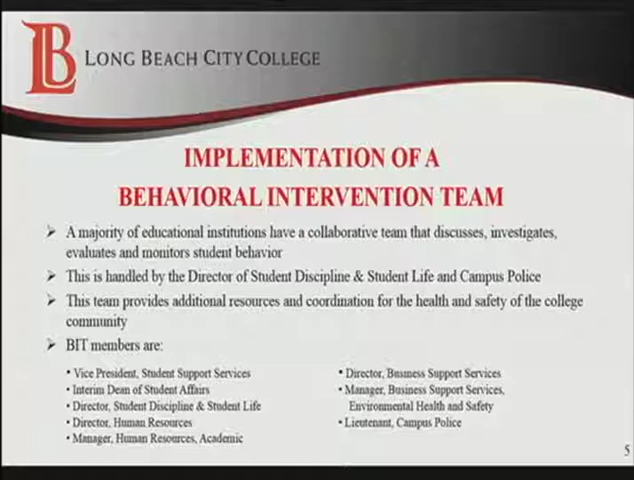 LB LONG BEACH CITY COLLEGE
IMPLEMENTATION OF A
BEHAVIORAL INTERVENTION TEAM
➢ A majority of educational institutions have a collaborative team that discusses, investigates,
evaluates and monitors student behavior
➢ This is handled by the Director of Student Discipline & Student Life and Campus Police
➢ This team provides additional resources and coordination for the health and safety of the college
community
➢ BIT members are:
• Vice President, Student Support Services
• Interim Dean of Student Affairs
• Director, Student Discipline & Student Life
• Director, Human Resources
• Manager, Human Resources, Academic
• Director, Business Support Services
• Manager, Business Support Services,
Environmental Health and Safety
• Lieutenant, Campus Police
5